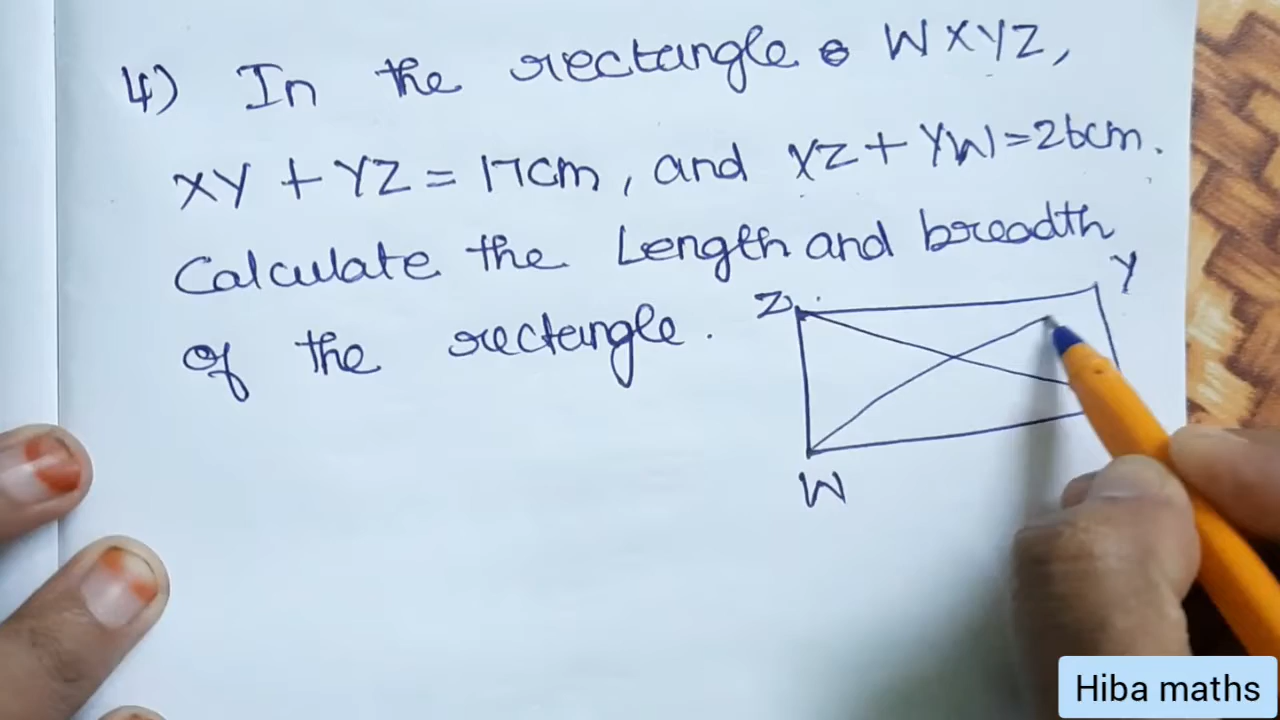 4) In the rectangle WXYZ,
XY + YZ = 17cm, and XZ + YW = 26cm.
Calculate the Length and breadth
of the rectangle.
Z
Y
W
Hiba maths